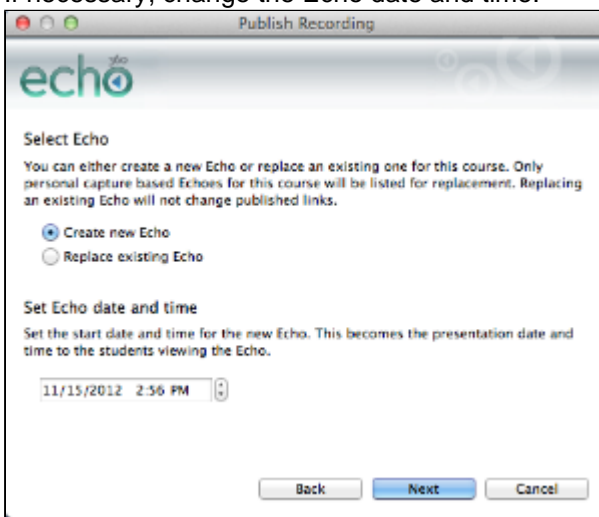 If necessary, change the Echo date and time.
Publish Recording
echo
Select Echo
You can either create a new Echo or replace an existing one for this course. Only
personal capture based Echoes for this course will be listed for replacement. Replacing
an existing Echo will not change published links.
Create new Echo
Replace existing Echo
Set Echo date and time
Set the start date and time for the new Echo. This becomes the presentation date and
time to the students viewing the Echo.
11/15/2012 2:56 PM
Back Next Cancel